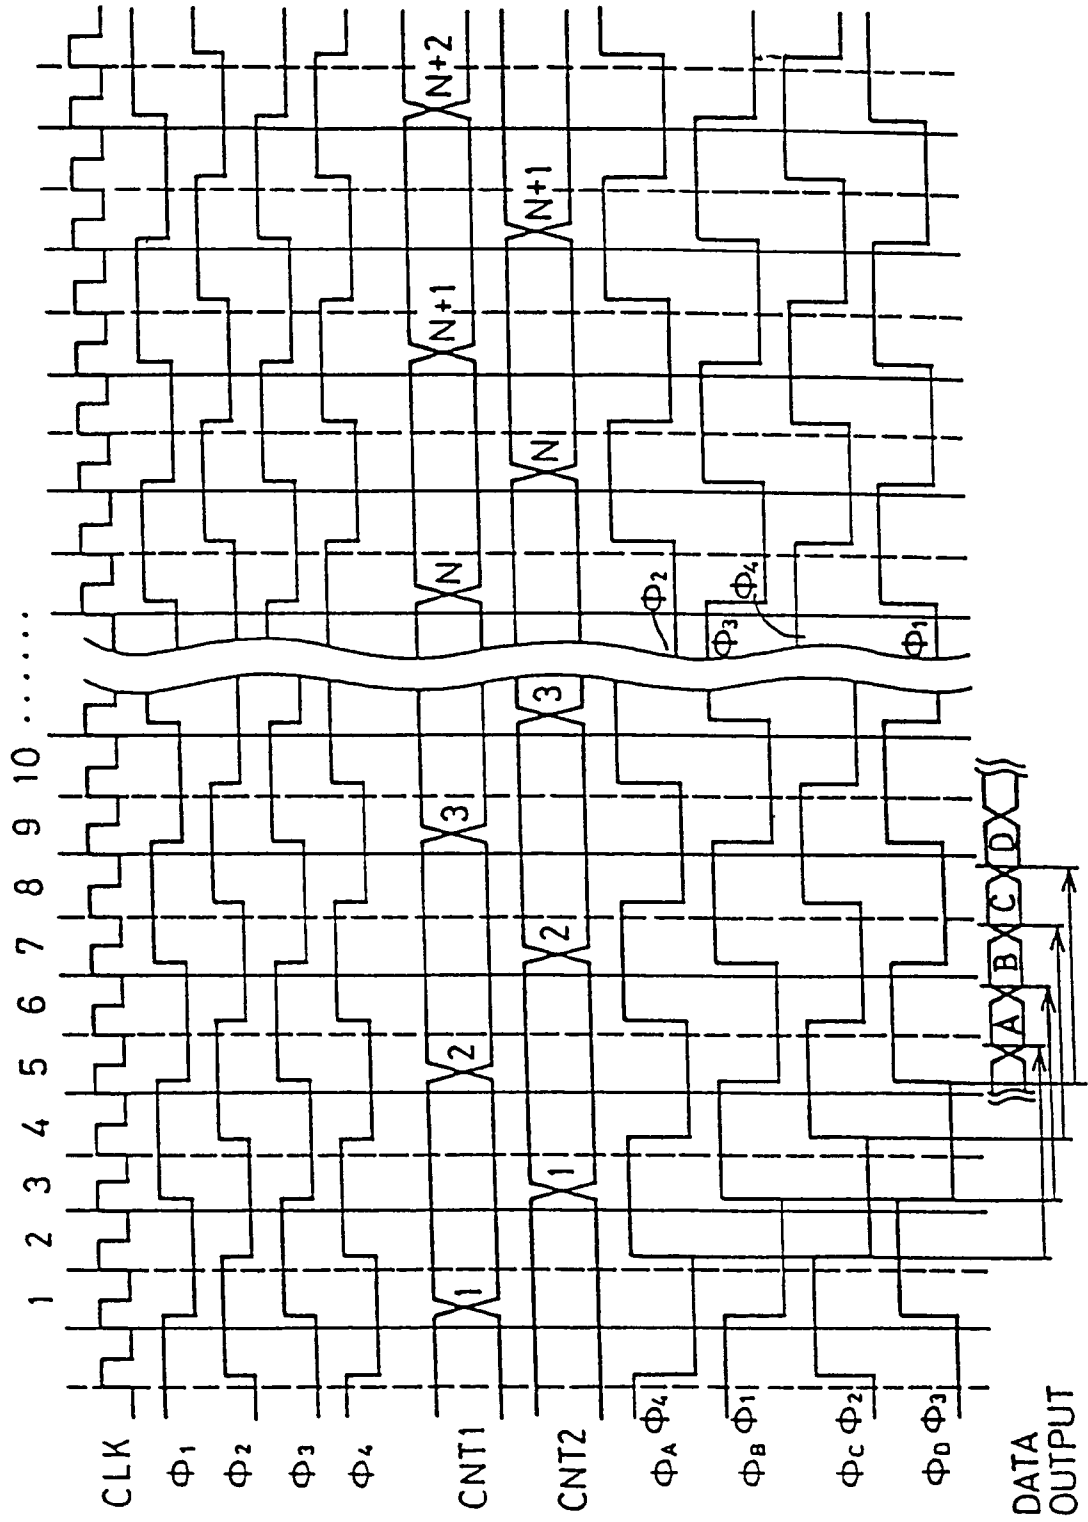 1 2 3 4 5 6 7 8 9 10 .......
CLK
Φ1
Φ2
Φ3
Φ4
CNT1 1 2 3 N N+1 N+2
CNT2 1 2 3 N N+1
ΦA Φ4 Φ2
ΦB Φ1 Φ3
ΦC Φ2 Φ4
ΦD Φ3 Φ1
DATA
OUTPUT A B C D